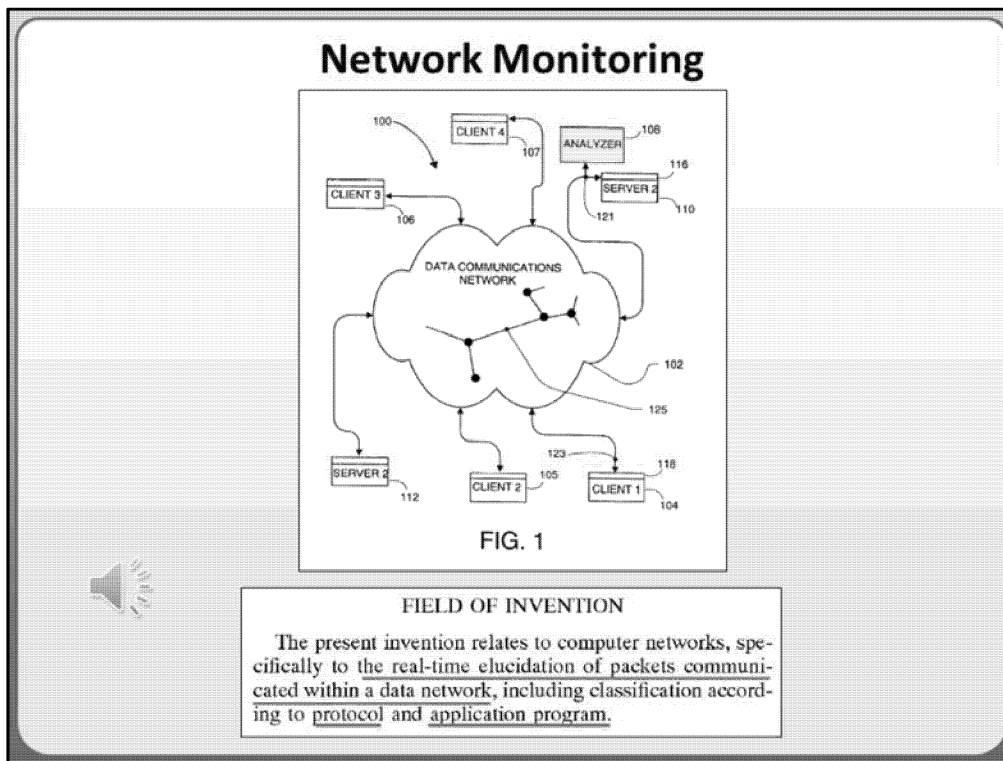 Network Monitoring
100
CLIENT 4
107
ANALYZER
108
116
SERVER 2
110
121
CLIENT 3
106
DATA COMMUNICATIONS
NETWORK
102
125
123
SERVER 2
112
CLIENT 2
105
118
CLIENT 1
104
FIG. 1
FIELD OF INVENTION
The present invention relates to computer networks, spe-
cifically to the real-time elucidation of packets communi-
cated within a data network, including classification accord-
ing to protocol and application program.